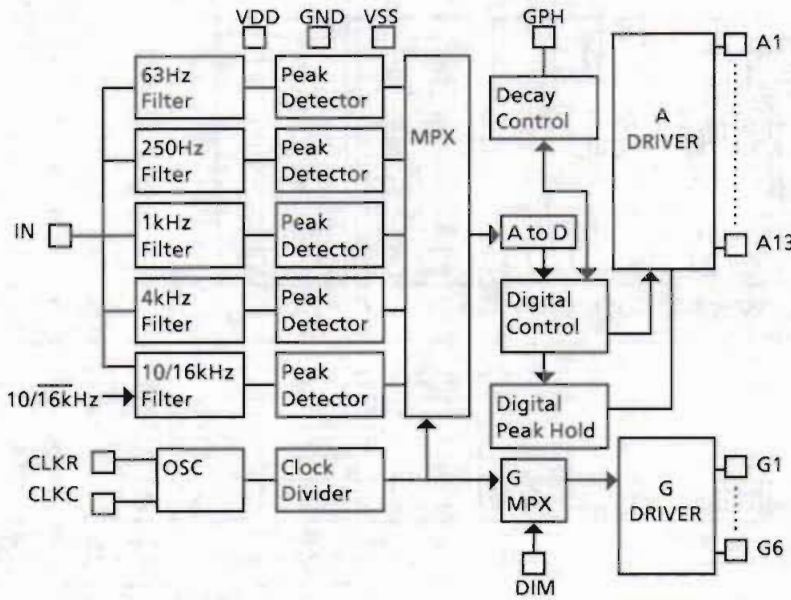 VDD
GND
VSS
GPH
63Hz
Filter
Peak
Detector
MPX
Decay
Control
A
DRIVER
A1
250Hz
Filter
Peak
Detector
IN
1kHz
Filter
Peak
Detector
A to D
A13
4kHz
Filter
Peak
Detector
Digital
Control
10/16kHz
10/16kHz
Filter
Peak
Detector
Digital
Peak Hold
CLKR
CLKC
OSC
Clock
Divider
G
MPX
G
DRIVER
G1
G6
DIM